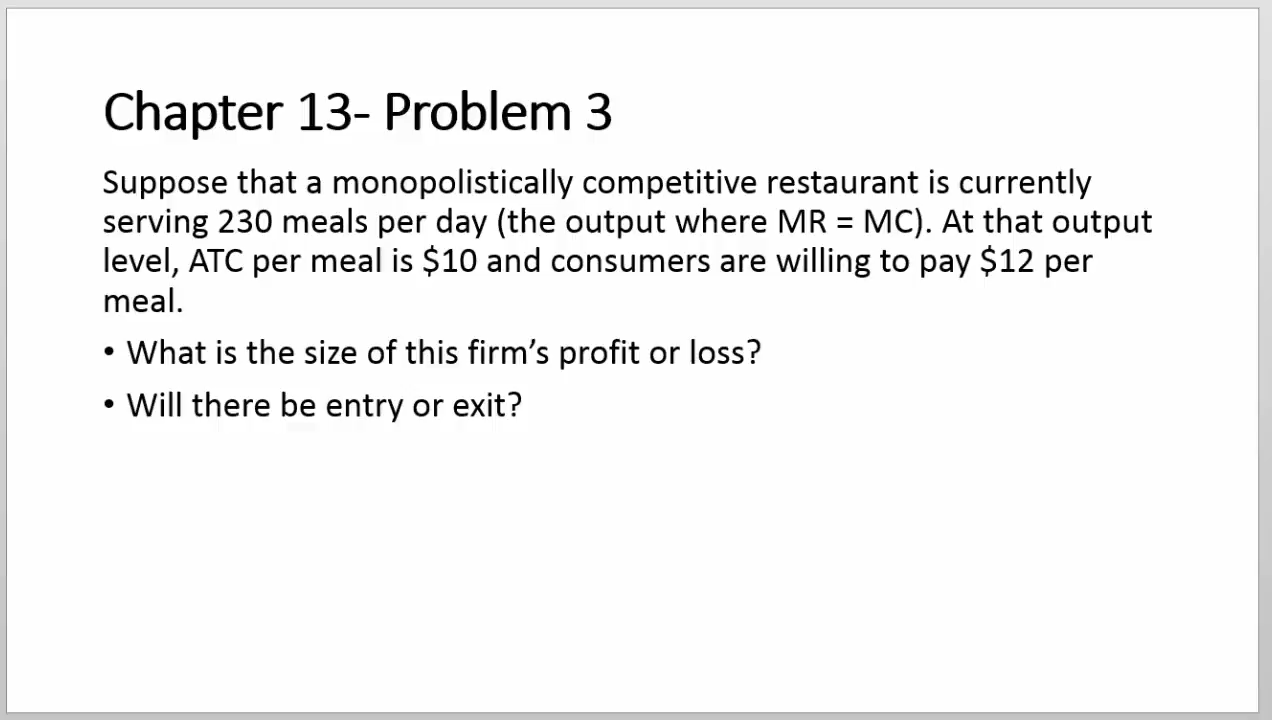 Chapter 13- Problem 3
Suppose that a monopolistically competitive restaurant is currently
serving 230 meals per day (the output where MR = MC). At that output
level, ATC per meal is $10 and consumers are willing to pay $12 per
meal.
• What is the size of this firm’s profit or loss?
• Will there be entry or exit?